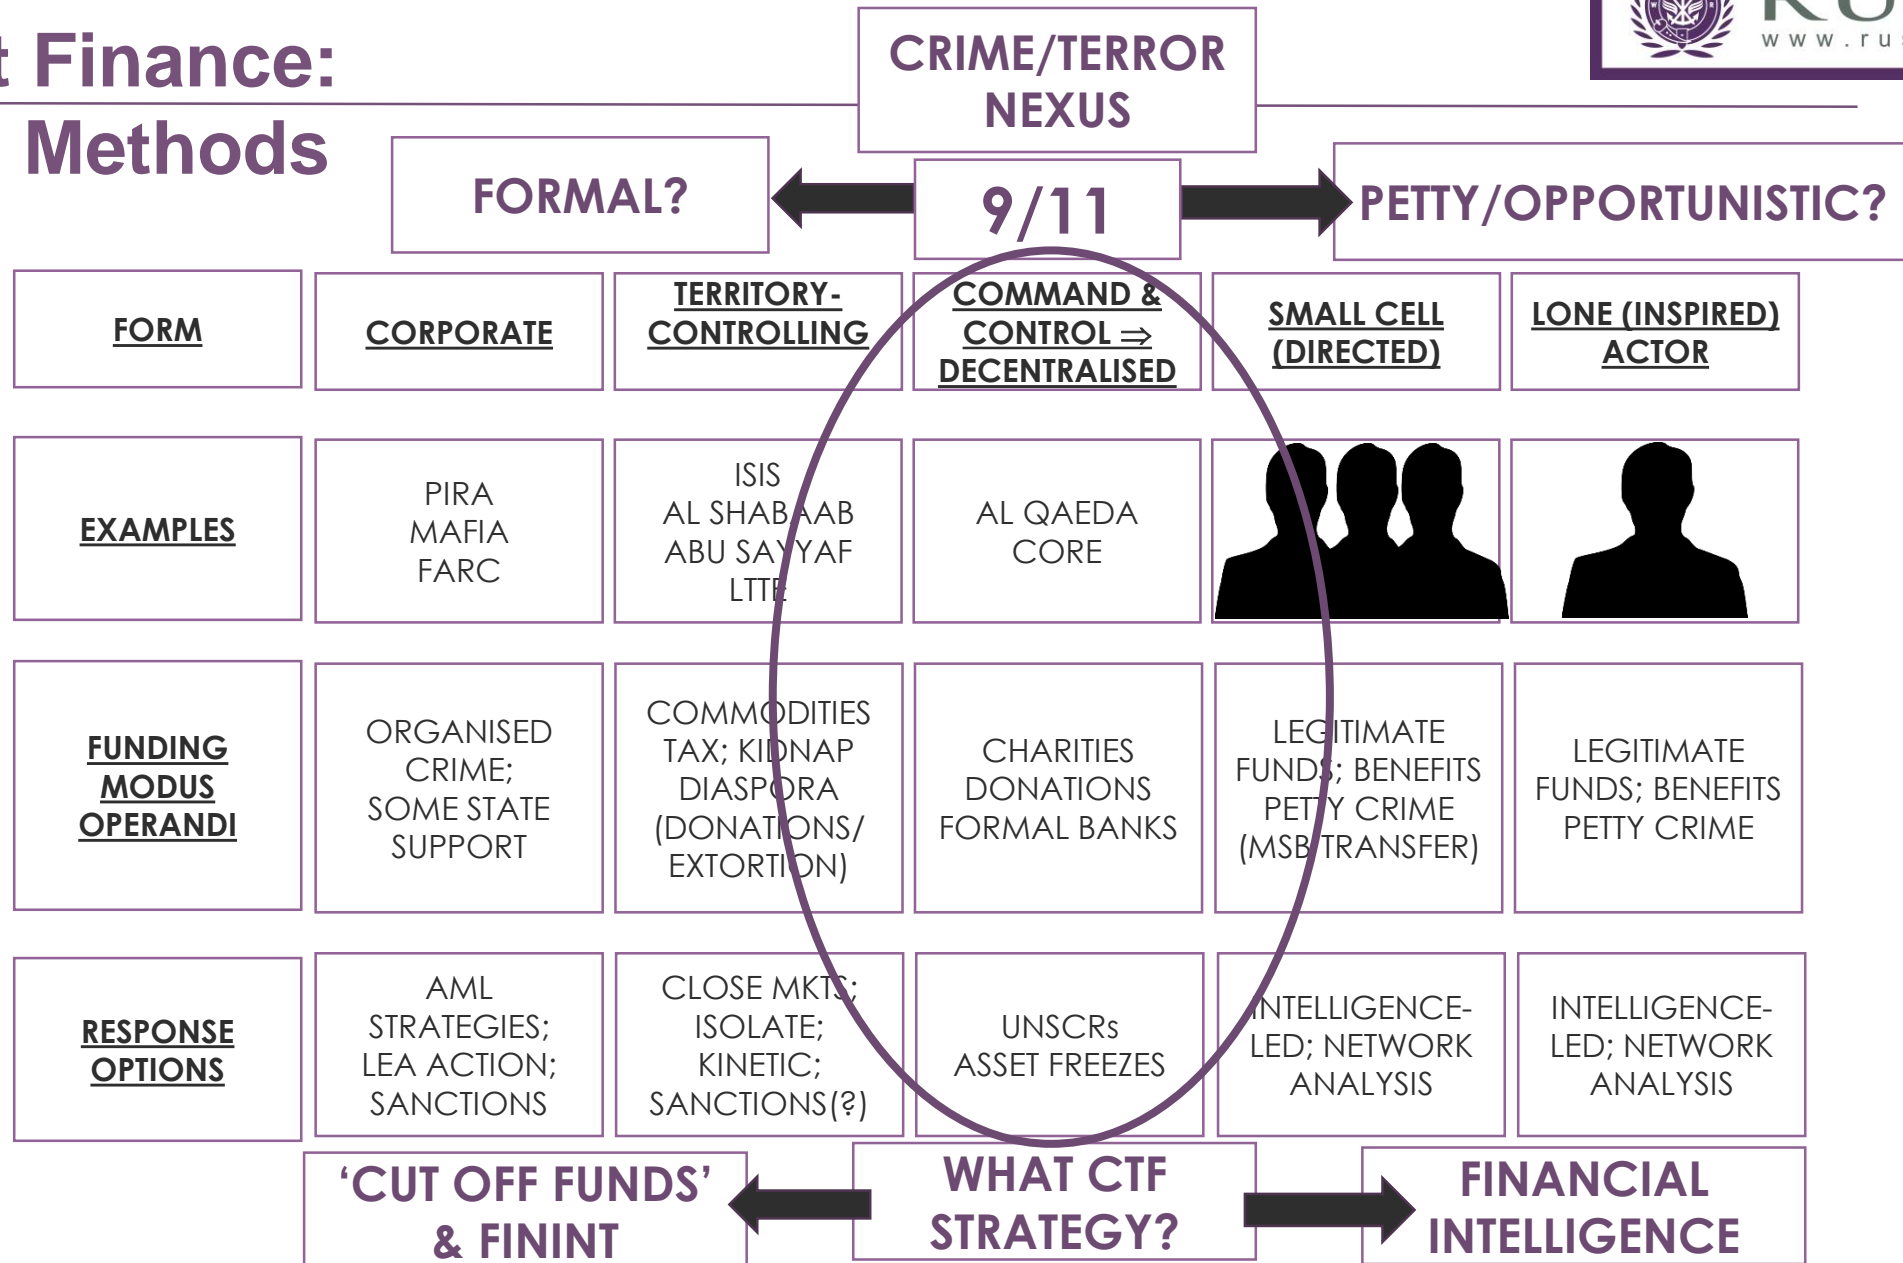 t Finance:
Methods
CRIME/TERROR
NEXUS
www.rus
FORMAL?
9/11
PETTY/OPPORTUNISTIC?
FORM
CORPORATE
TERRITORY-
CONTROLLING
COMMAND &
CONTROL ⇒
DECENTRALISED
SMALL CELL
(DIRECTED)
LONE (INSPIRED)
ACTOR
EXAMPLES
PIRA
MAFIA
FARC
ISIS
AL SHABAAB
ABU SAYYAF
LTTE
AL QAEDA
CORE
FUNDING
MODUS
OPERANDI
ORGANISED
CRIME;
SOME STATE
SUPPORT
COMMODITIES
TAX; KIDNAP
DIASPORA
(DONATIONS/
EXTORTION)
CHARITIES
DONATIONS
FORMAL BANKS
LEGITIMATE
FUNDS; BENEFITS
PETTY CRIME
(MSB TRANSFER)
LEGITIMATE
FUNDS; BENEFITS
PETTY CRIME
RESPONSE
OPTIONS
AML
STRATEGIES;
LEA ACTION;
SANCTIONS
CLOSE MKTS;
ISOLATE;
KINETIC;
SANCTIONS(?)
UNSCRs
ASSET FREEZES
INTELLIGENCE-
LED; NETWORK
ANALYSIS
INTELLIGENCE-
LED; NETWORK
ANALYSIS
‘CUT OFF FUNDS’
& FININT
WHAT CTF
STRATEGY?
FINANCIAL
INTELLIGENCE